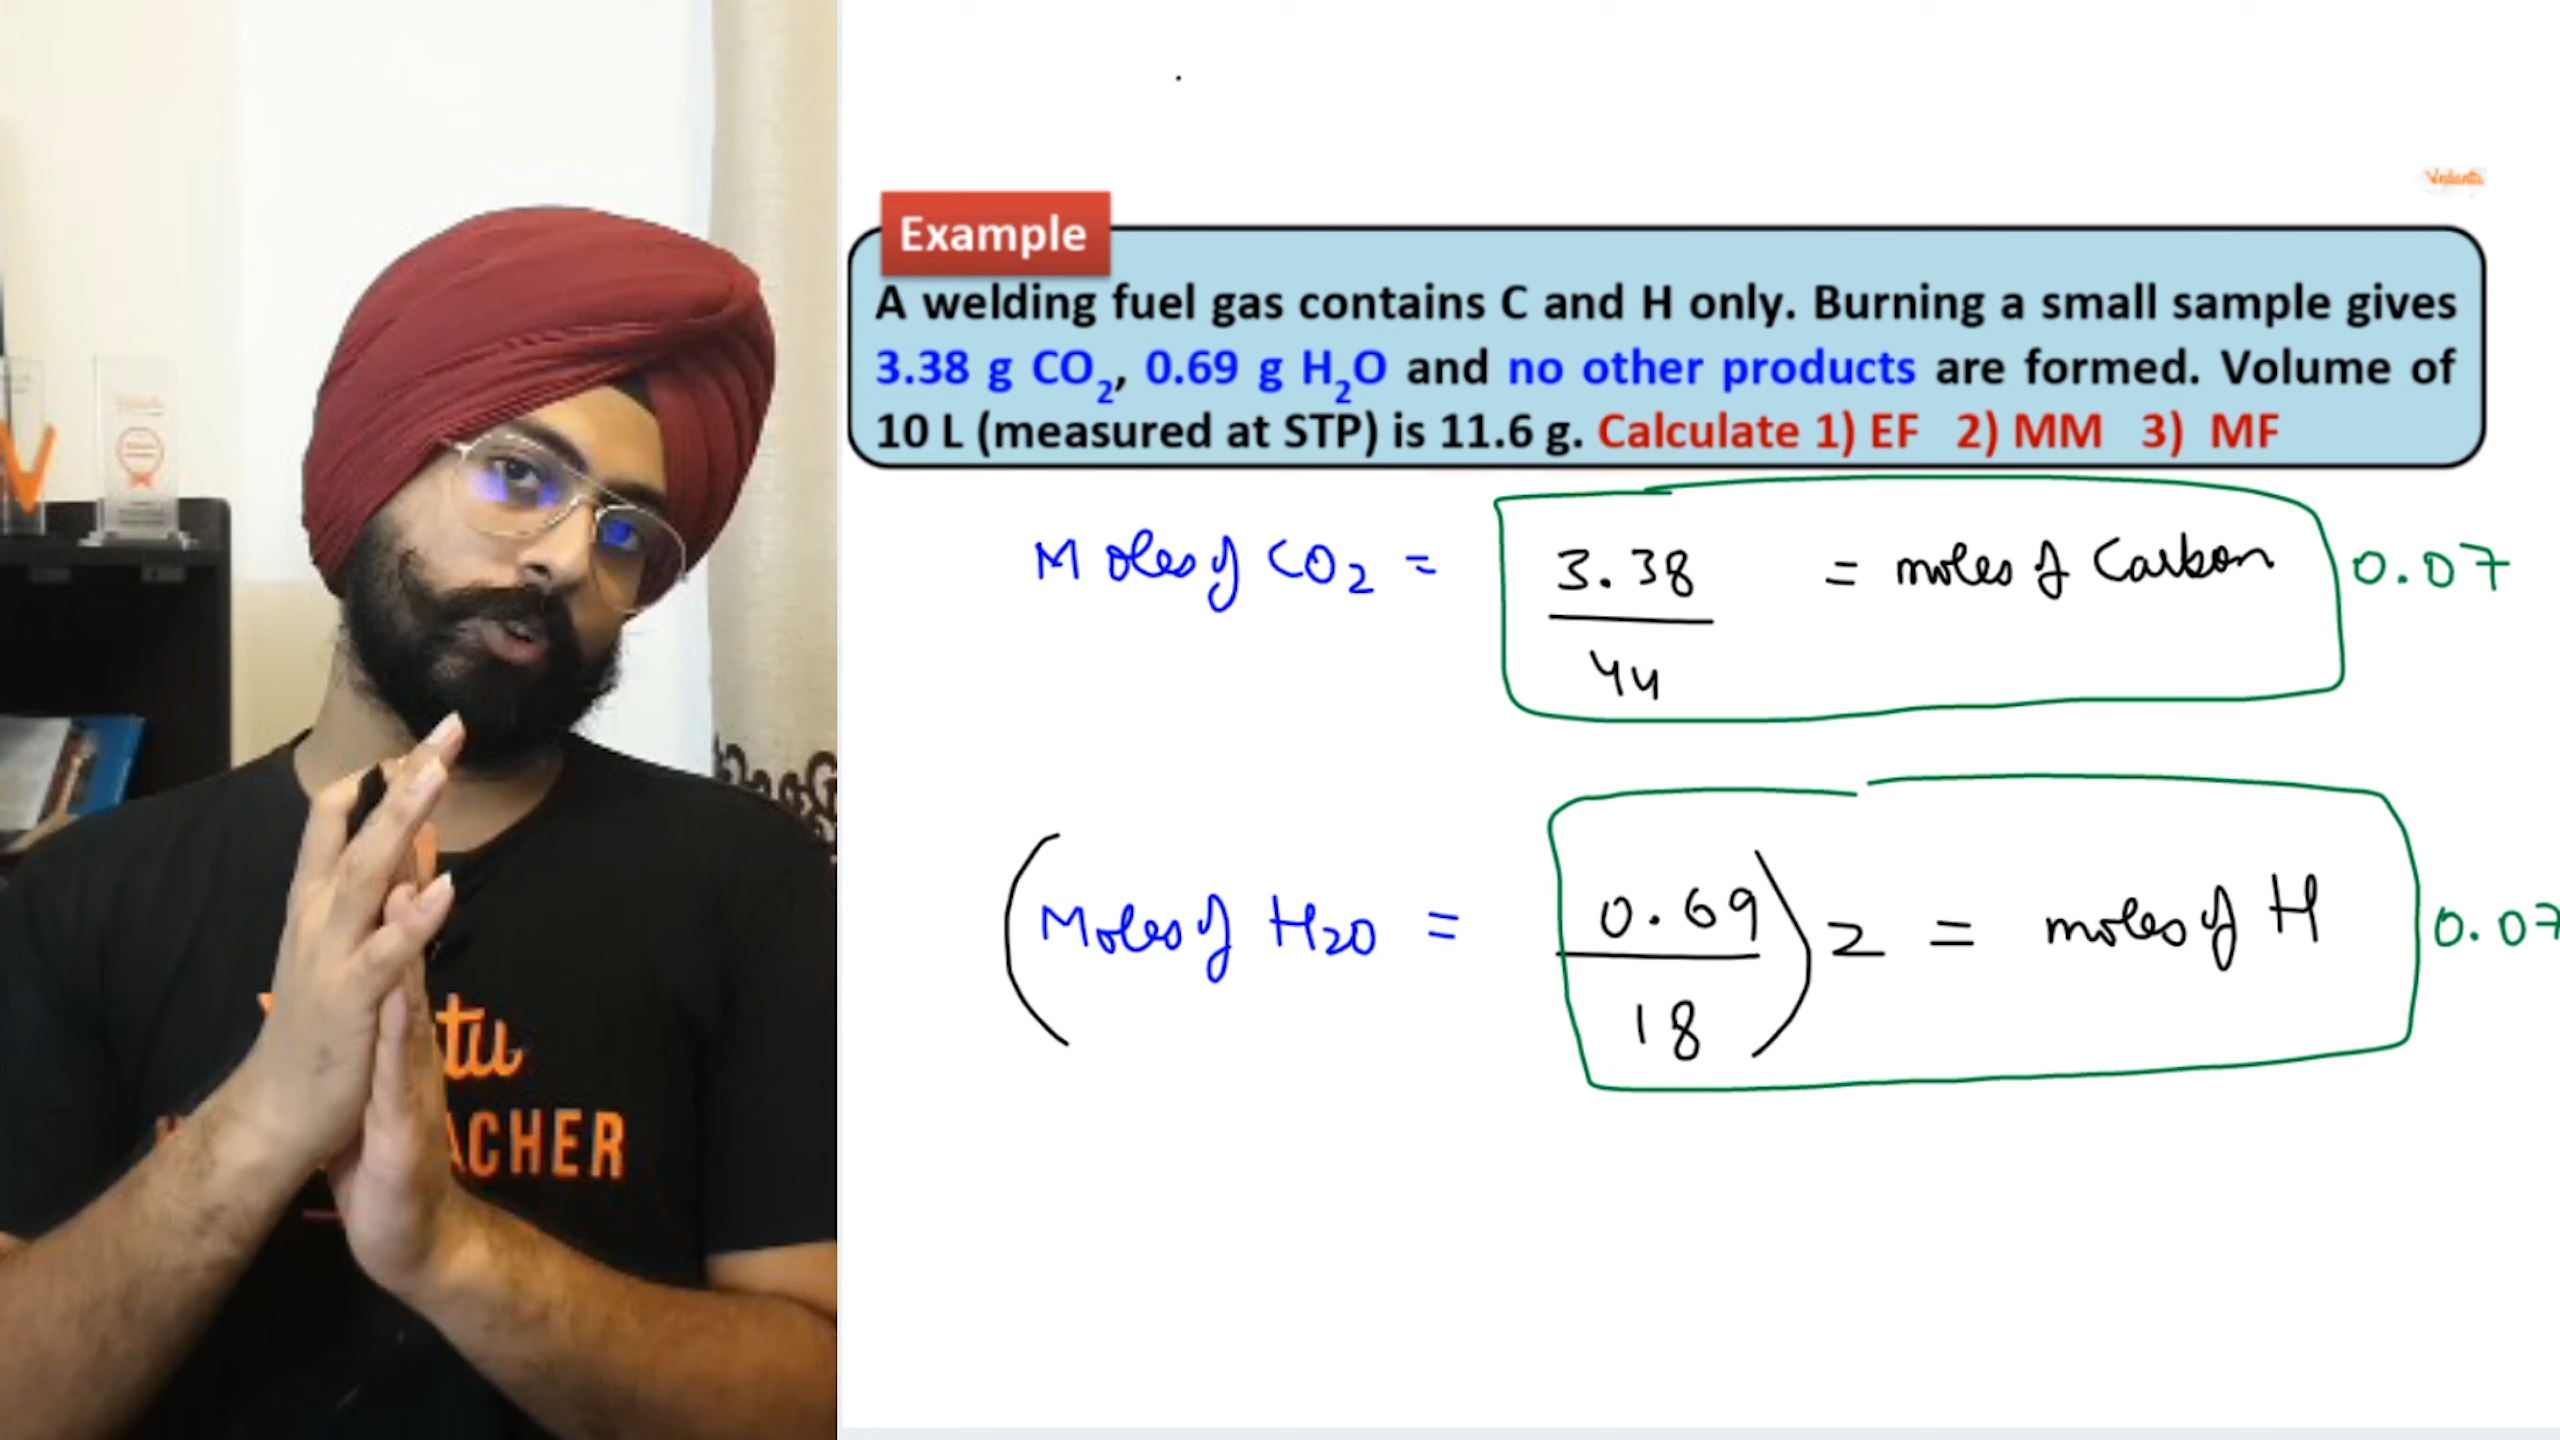 Vedantu
Example
A welding fuel gas contains C and H only. Burning a small sample gives
3.38 g CO₂, 0.69 g H₂O and no other products are formed. Volume of
10 L (measured at STP) is 11.6 g. Calculate 1) EF 2) MM 3) MF
Moles of CO₂ = 3.38 / 44 = moles of Carbon 0.07
(Moles of H₂O = 0.69 / 18) 2 = moles of H 0.07
tu
ACHER